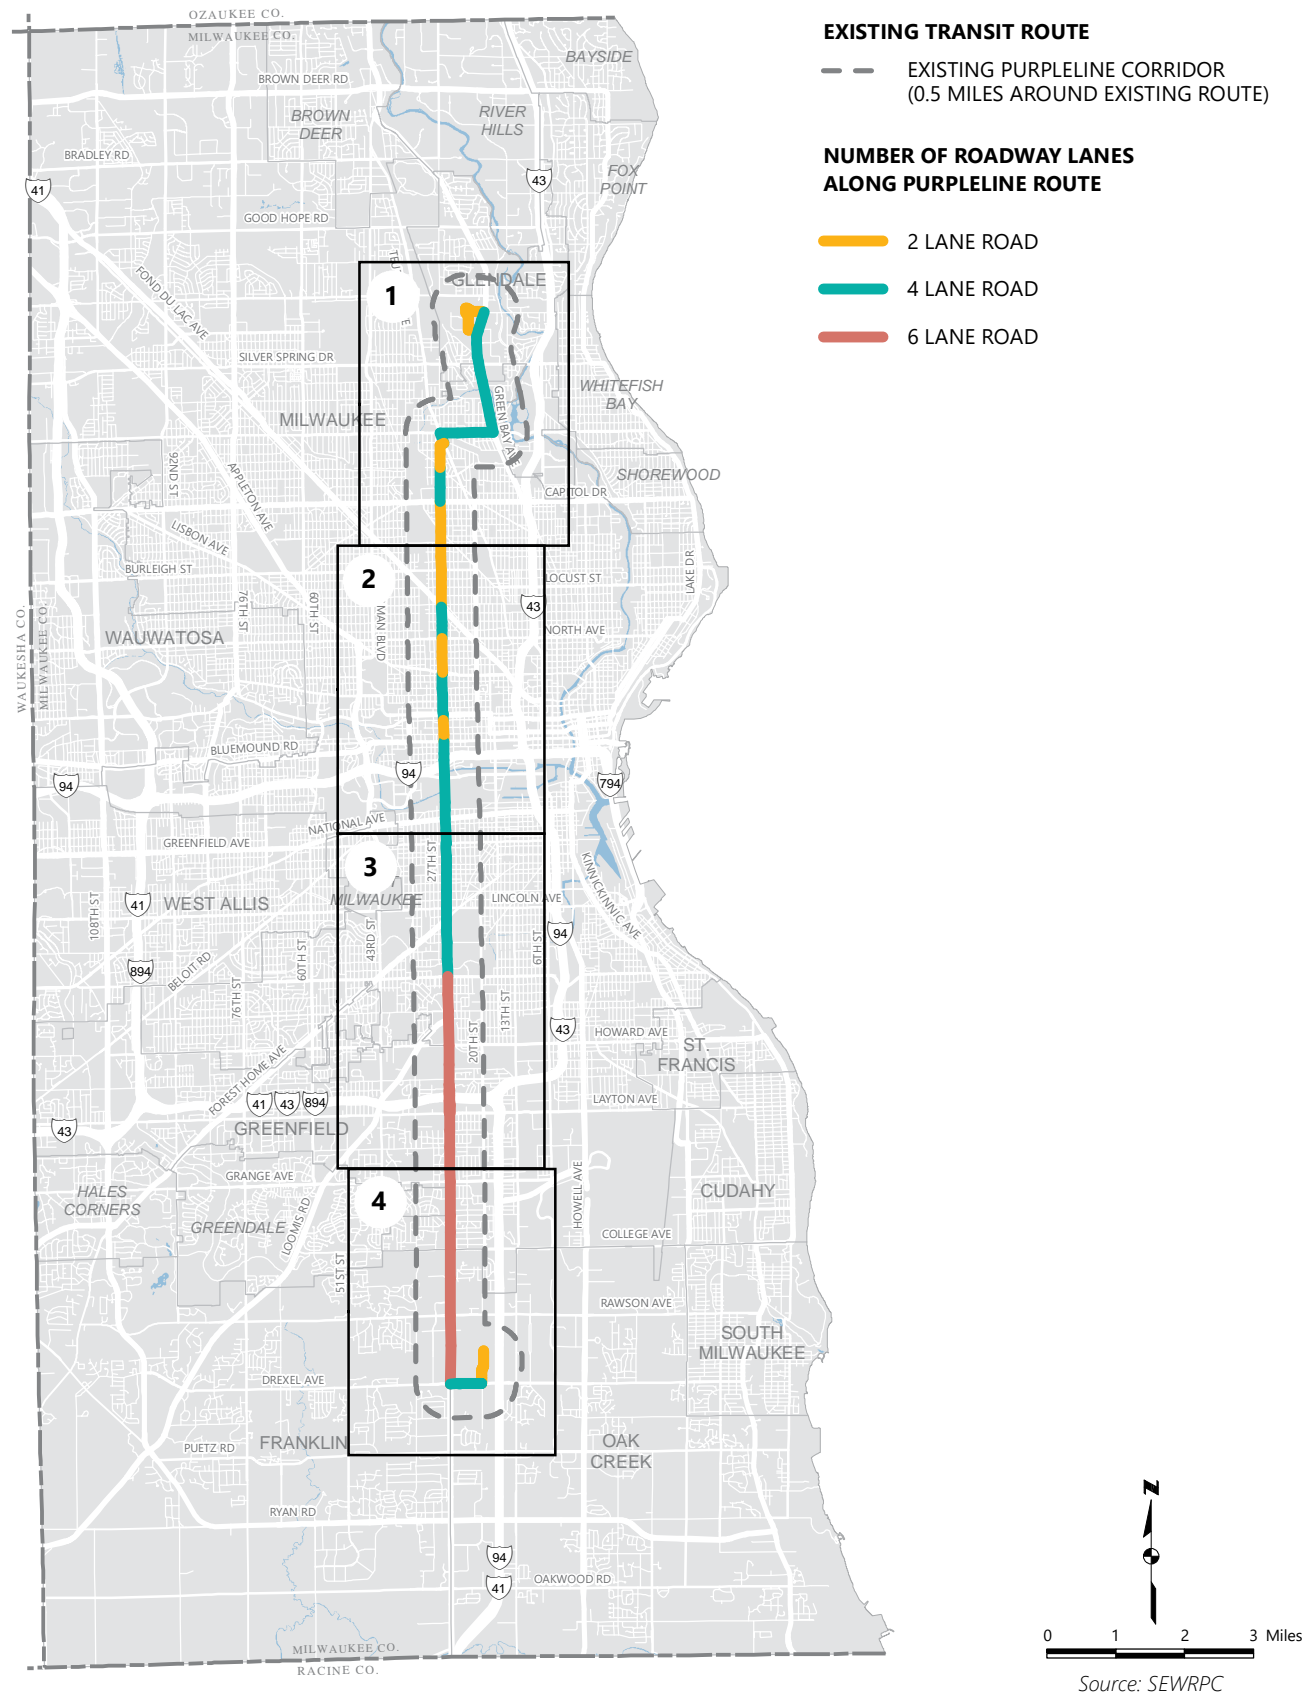 OZAUKEE CO.
MILWAUKEE CO.
EXISTING TRANSIT ROUTE
EXISTING PURPLELINE CORRIDOR
(0.5 MILES AROUND EXISTING ROUTE)
NUMBER OF ROADWAY LANES
ALONG PURPLELINE ROUTE
2 LANE ROAD
4 LANE ROAD
6 LANE ROAD
BAYSIDE
BROWN DEER RD
BROWN
DEER
RIVER
HILLS
BRADLEY RD
FOX
POINT
41
43
GOOD HOPE RD
FOND DU LAC AVE
GLENDALE
1
SILVER SPRING DR
WHITEFISH
BAY
GREEN BAY AVE
MILWAUKEE
92ND ST
APPLETON AVE
SHOREWOOD
CAPITOL DR
LISBON AVE
BURLEIGH ST
2
LOCUST ST
LAKE DR
76TH ST
60TH ST
43
MAN BLVD
NORTH AVE
WAUWATOSA
WAUKESHA CO.
MILWAUKEE CO.
BLUEMOUND RD
94
94
794
NATIONAL AVE
GREENFIELD AVE
3
27TH ST
KINNICKINNIC AVE
MILWAUKEE
LINCOLN AVE
108TH ST
41
WEST ALLIS
43RD ST
94
6TH ST
60TH ST
894
BELOIT RD
76TH ST
13TH ST
20TH ST
43
HOWARD AVE
ST.
FRANCIS
FOREST HOME AVE
41
43
894
LAYTON AVE
43
GREENFIELD
GRANGE AVE
HALES
CORNERS
4
HOWELL AVE
CUDAHY
GREENDALE
LOOMIS RD
COLLEGE AVE
51ST ST
RAWSON AVE
SOUTH
MILWAUKEE
DREXEL AVE
PUETZ RD
FRANKLIN
OAK
CREEK
RYAN RD
94
41
OAKWOOD RD
MILWAUKEE CO.
RACINE CO.
N
0 1 2 3 Miles
Source: SEWRPC